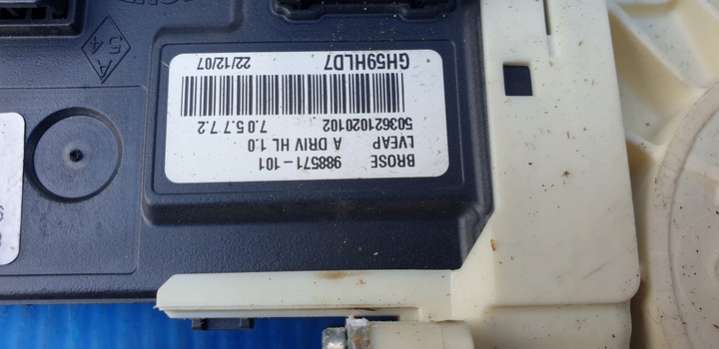 BROSE 988571-101
LVEAP A DRIV HL 1.0
503621020102 7.0 5.7 7.2
GH59HLD7 22/12/07
A
54